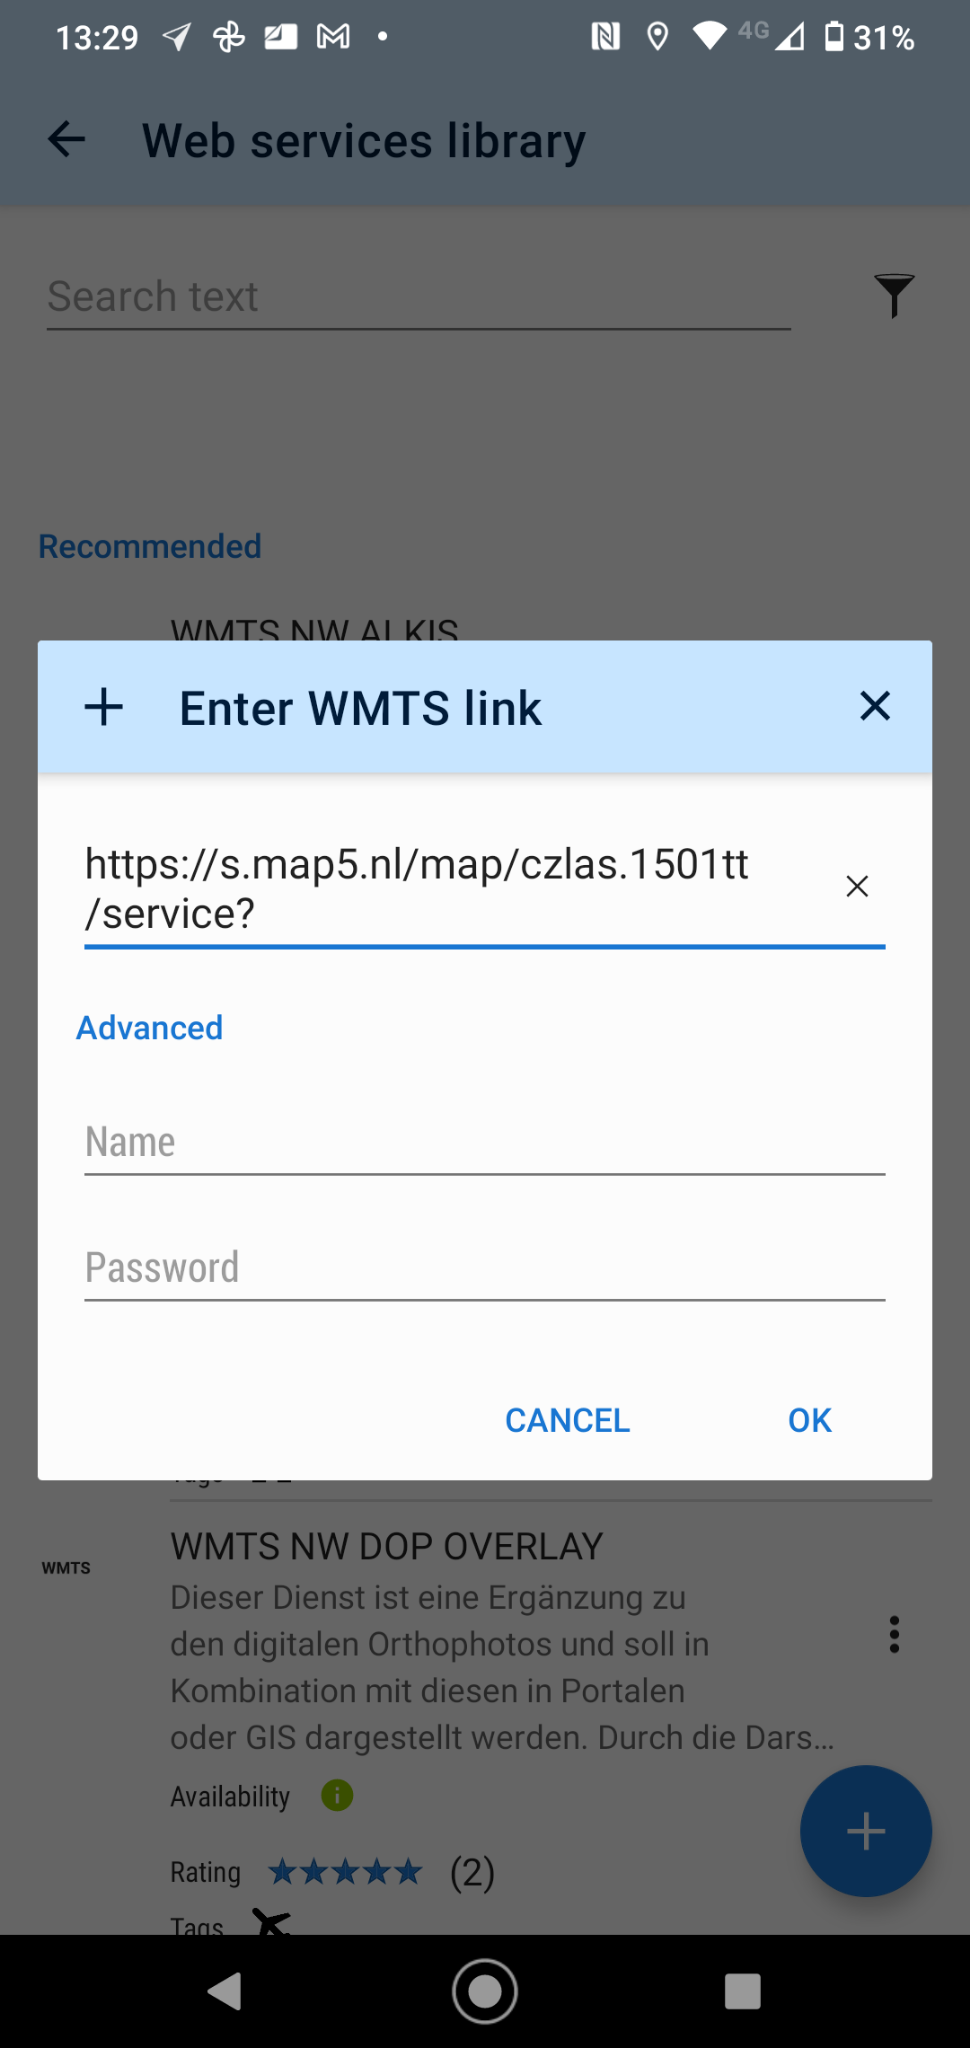 13:29 4G 31%
Web services library
Search text
Recommended
WMTS NW ALKIS
Enter WMTS link
https://s.map5.nl/map/czlas.1501tt
/service?
Advanced
Name
Password
CANCEL OK
Tags
WMTS NW DOP OVERLAY
WMTS
Dieser Dienst ist eine Ergänzung zu
den digitalen Orthophotos und soll in
Kombination mit diesen in Portalen
oder GIS dargestellt werden. Durch die Dars...
Availability
Rating (2)
Tags